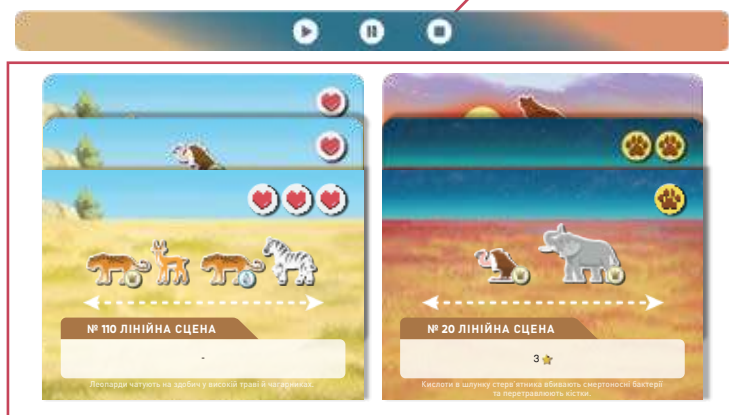 № 110 ЛІНІЙНА СЦЕНА
-
Леопарди чатують на здобич у високій траві й чагарниках.
№ 20 ЛІНІЙНА СЦЕНА
3
Кислоти в шлунку стерв'ятника вбивають смертоносні бактерії
та перетравлюють кістки.